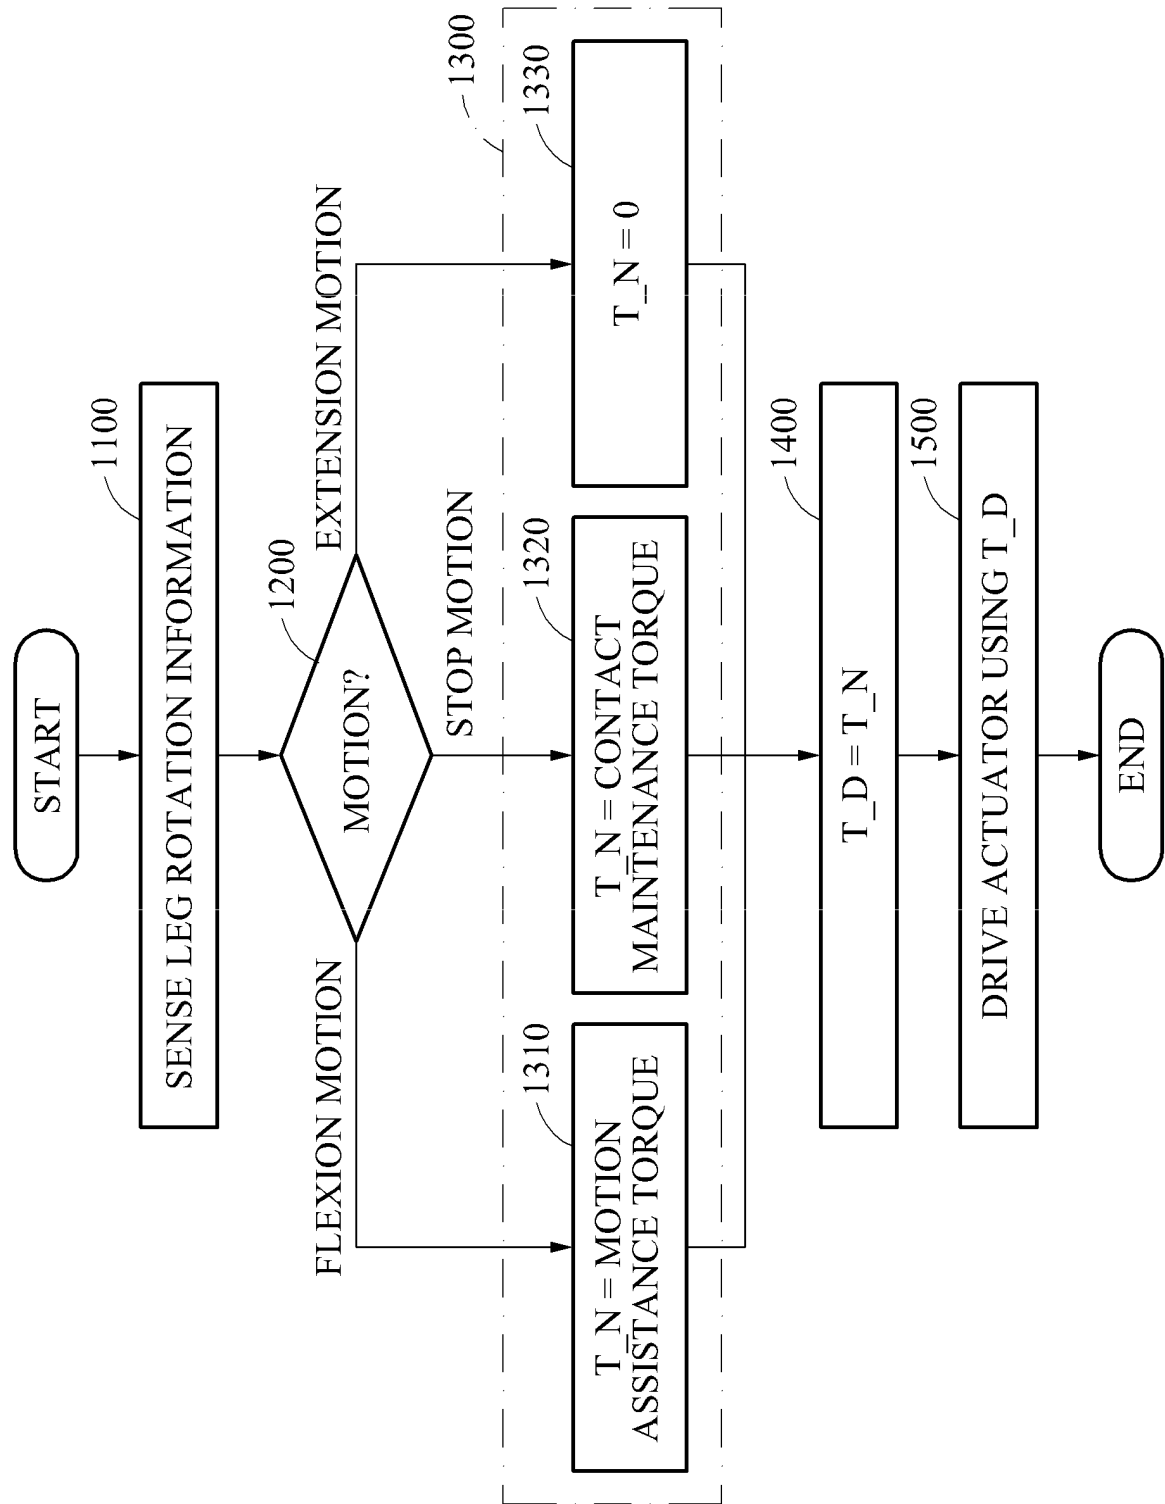 START
1100
SENSE LEG ROTATION INFORMATION
1200
MOTION?
FLEXION MOTION
STOP MOTION
EXTENSION MOTION
1300
1310
T_N = MOTION
ASSISTANCE TORQUE
1320
T_N = CONTACT
MAINTENANCE TORQUE
1330
T_N = 0
1400
T_D = T_N
1500
DRIVE ACTUATOR USING T_D
END